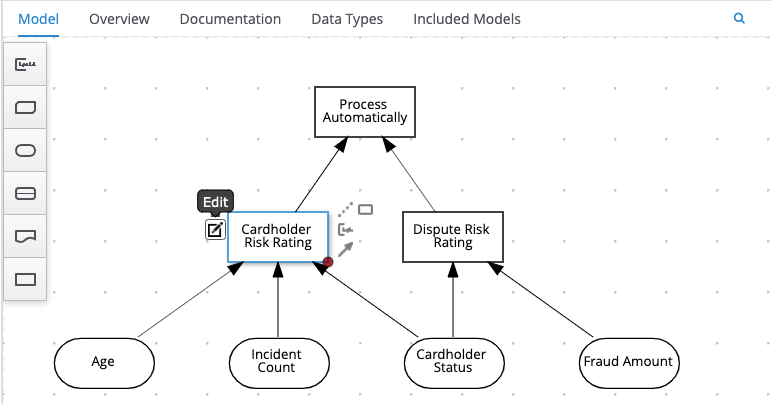 Model Overview Documentation Data Types Included Models
Process
Automatically
Edit
Cardholder
Risk Rating
Dispute Risk
Rating
Age
Incident
Count
Cardholder
Status
Fraud Amount